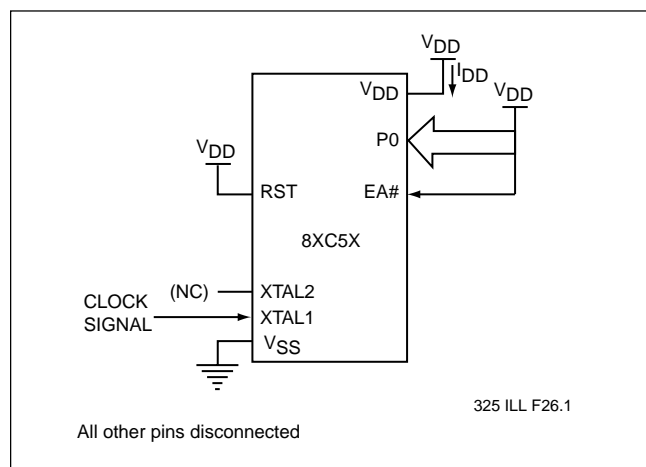 VDD
IDD
VDD
VDD
P0
VDD
RST
EA#
8XC5X
(NC)
XTAL2
CLOCK
SIGNAL
XTAL1
VSS
325 ILL F26.1
All other pins disconnected